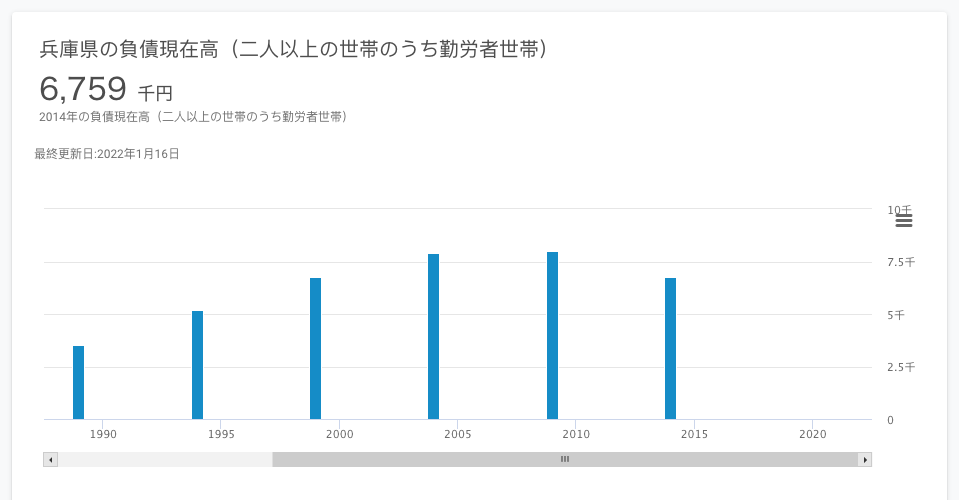 兵庫県の負債現在高（二人以上の世帯のうち勤労者世帯）
6,759 千円
2014年の負債現在高（二人以上の世帯のうち勤労者世帯）
最終更新日:2022年1月16日
10千
7.5千
5千
2.5千
0
1990 1995 2000 2005 2010 2015 2020